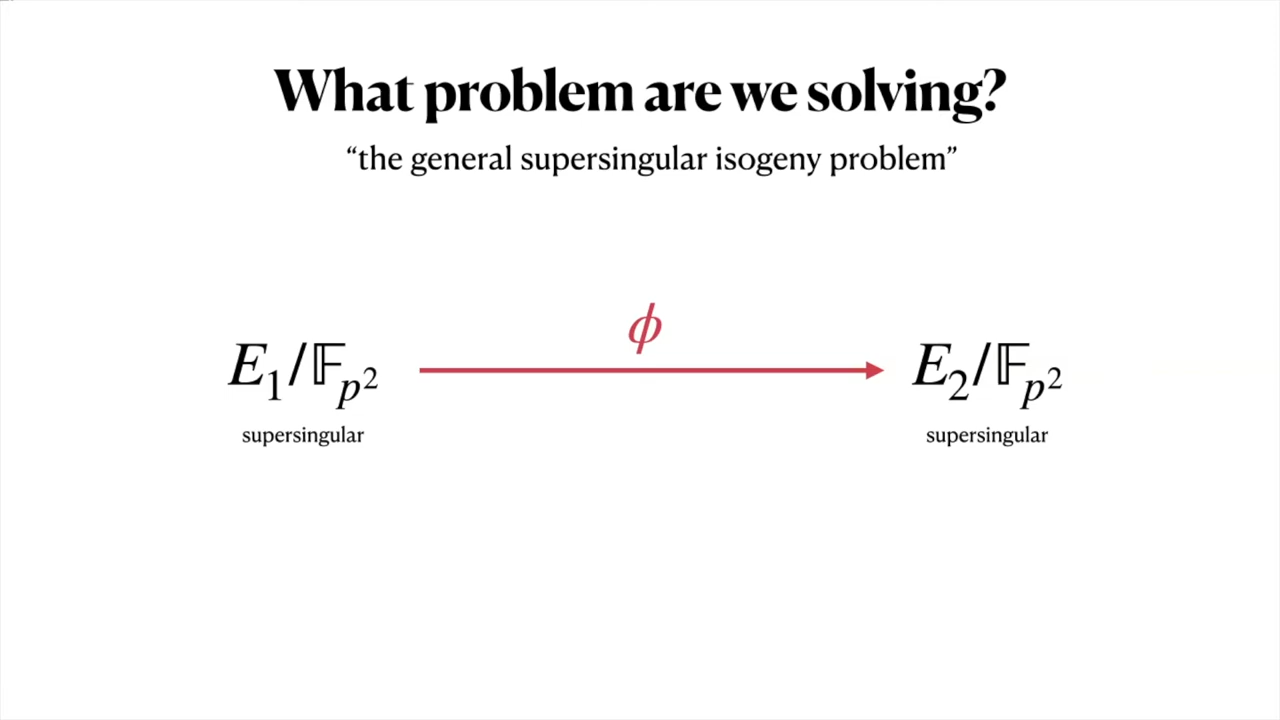 What problem are we solving?
“the general supersingular isogeny problem”
ϕ
E₁/𝔽ₚ² E₂/𝔽ₚ²
supersingular supersingular